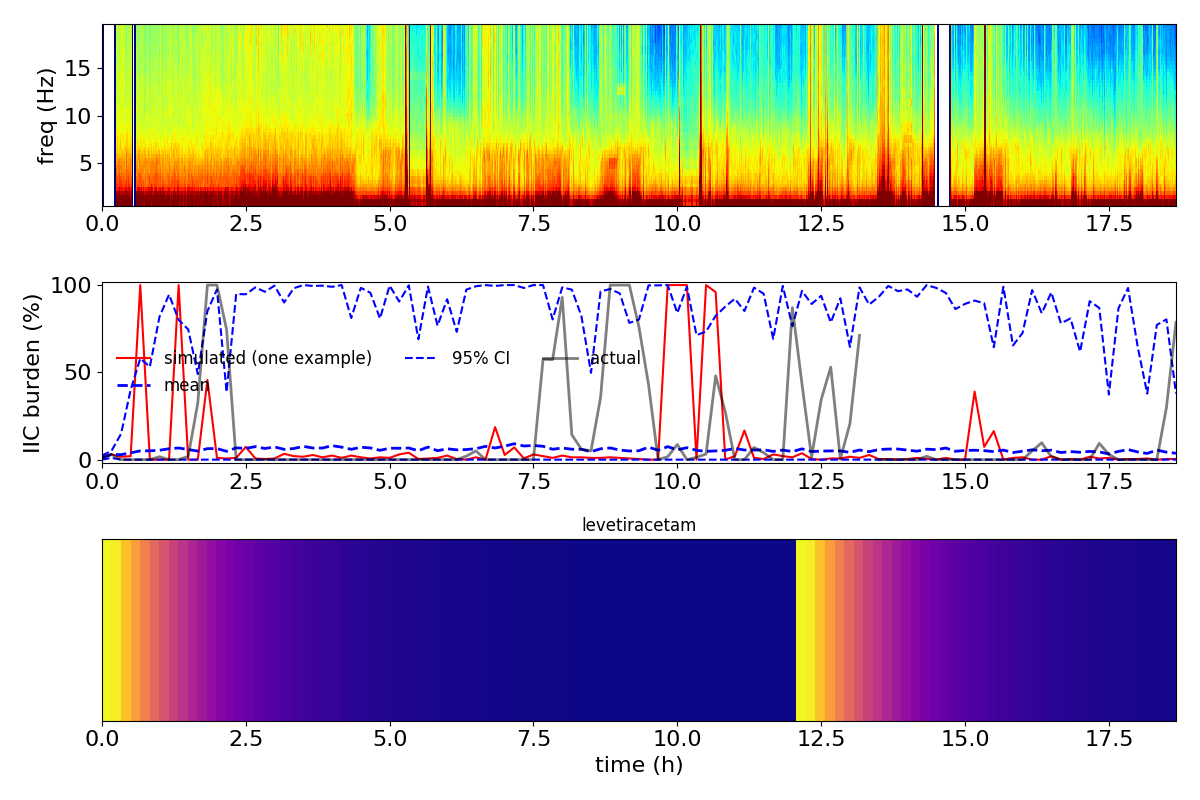 freq (Hz)
15
10
5
0.0 2.5 5.0 7.5 10.0 12.5 15.0 17.5
IIC burden (%)
100
50
0
simulated (one example) 95% CI actual
mean
0.0 2.5 5.0 7.5 10.0 12.5 15.0 17.5
levetiracetam
0.0 2.5 5.0 7.5 10.0 12.5 15.0 17.5
time (h)